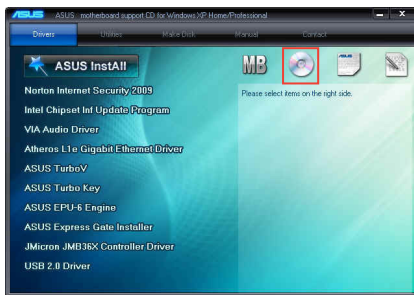 ASUS ASUS motherboard support CD for Windows XP Home/Professional
Drivers Utilities Make Disk Manual Contact
ASUS InstAll
MB
Norton Internet Security 2009
Please select items on the right side.
Intel Chipset Inf Update Program
VIA Audio Driver
Atheros L1e Gigabit Ethernet Driver
ASUS TurboV
ASUS Turbo Key
ASUS EPU-6 Engine
ASUS Express Gate Installer
JMicron JMB36X Controller Driver
USB 2.0 Driver